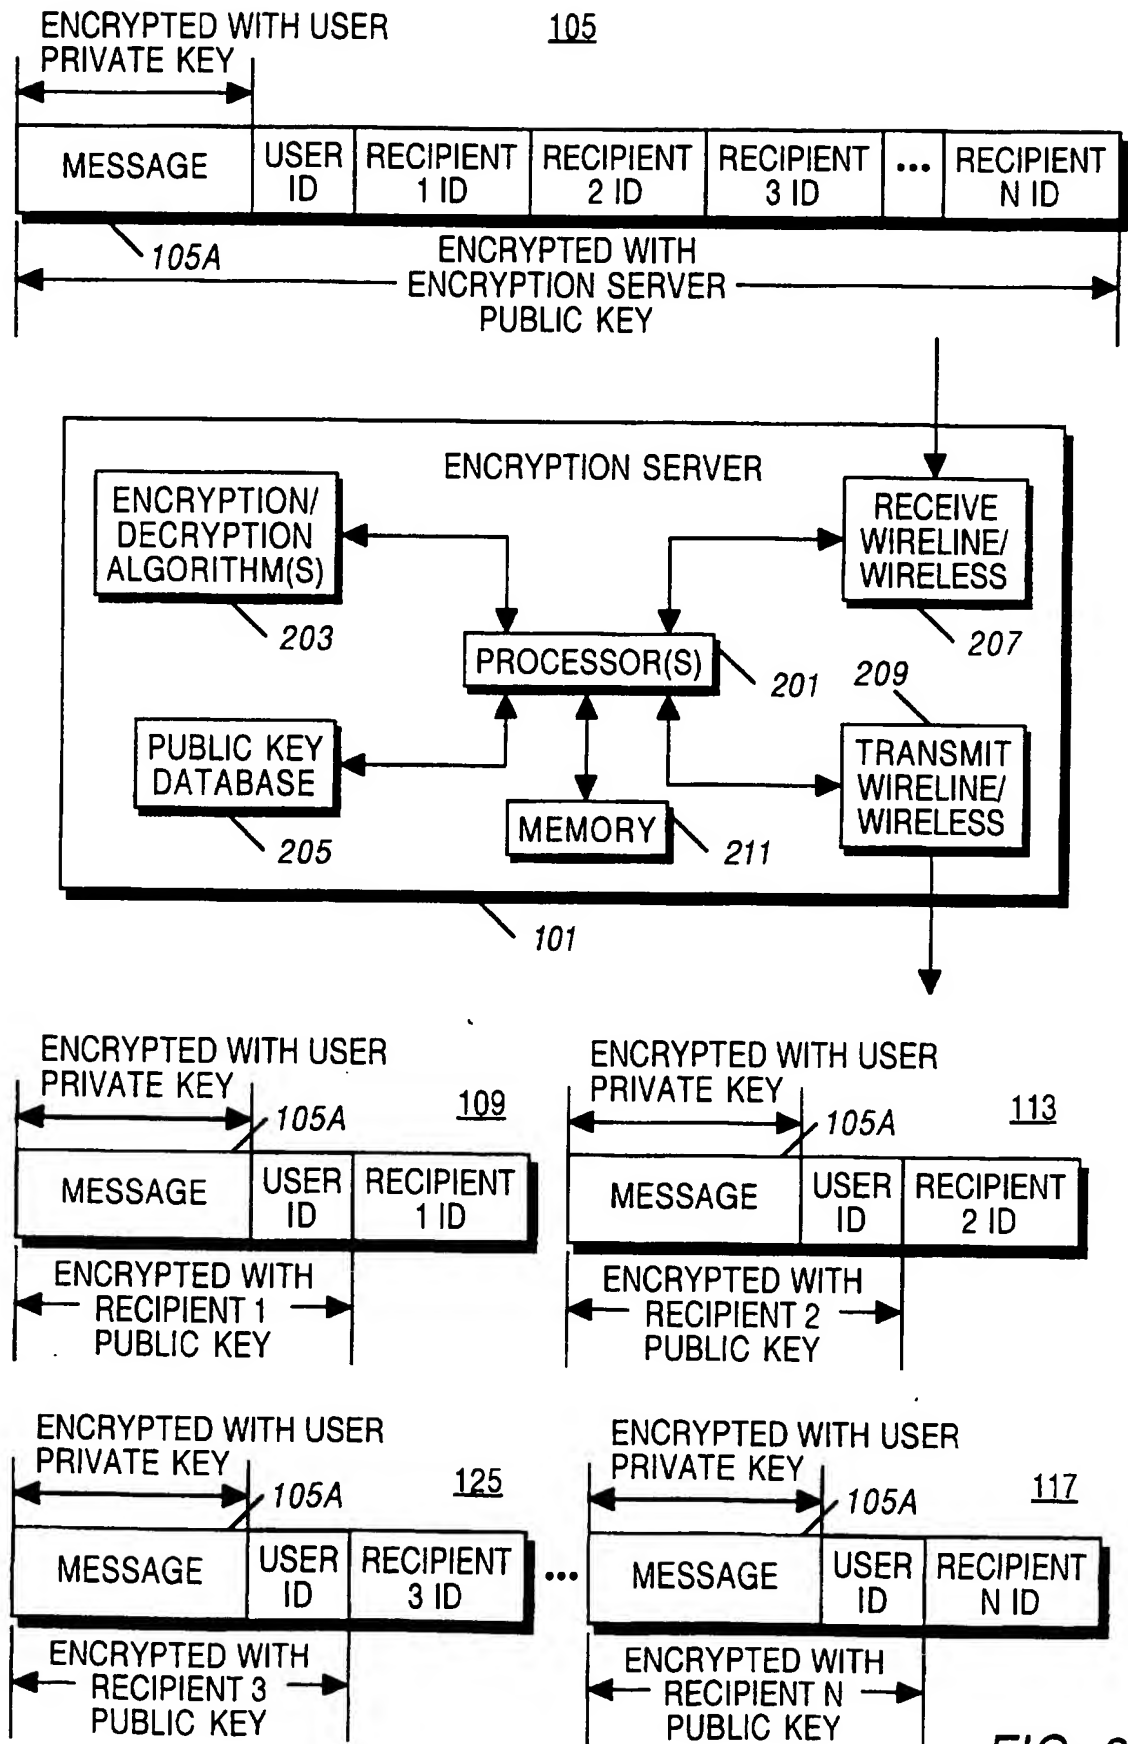 ENCRYPTED WITH USER
PRIVATE KEY
105
MESSAGE
USER
ID
RECIPIENT
1 ID
RECIPIENT
2 ID
RECIPIENT
3 ID
...
RECIPIENT
N ID
105A
ENCRYPTED WITH
ENCRYPTION SERVER
PUBLIC KEY
ENCRYPTION SERVER
ENCRYPTION/
DECRYPTION
ALGORITHM(S)
203
RECEIVE
WIRELINE/
WIRELESS
207
PROCESSOR(S)
201
209
PUBLIC KEY
DATABASE
205
MEMORY
211
TRANSMIT
WIRELINE/
WIRELESS
101
ENCRYPTED WITH USER
PRIVATE KEY
105A
109
MESSAGE
USER
ID
RECIPIENT
1 ID
ENCRYPTED WITH
RECIPIENT 1
PUBLIC KEY
ENCRYPTED WITH USER
PRIVATE KEY
105A
113
MESSAGE
USER
ID
RECIPIENT
2 ID
ENCRYPTED WITH
RECIPIENT 2
PUBLIC KEY
ENCRYPTED WITH USER
PRIVATE KEY
105A
125
MESSAGE
USER
ID
RECIPIENT
3 ID
ENCRYPTED WITH
RECIPIENT 3
PUBLIC KEY
...
ENCRYPTED WITH USER
PRIVATE KEY
105A
117
MESSAGE
USER
ID
RECIPIENT
N ID
ENCRYPTED WITH
RECIPIENT N
PUBLIC KEY